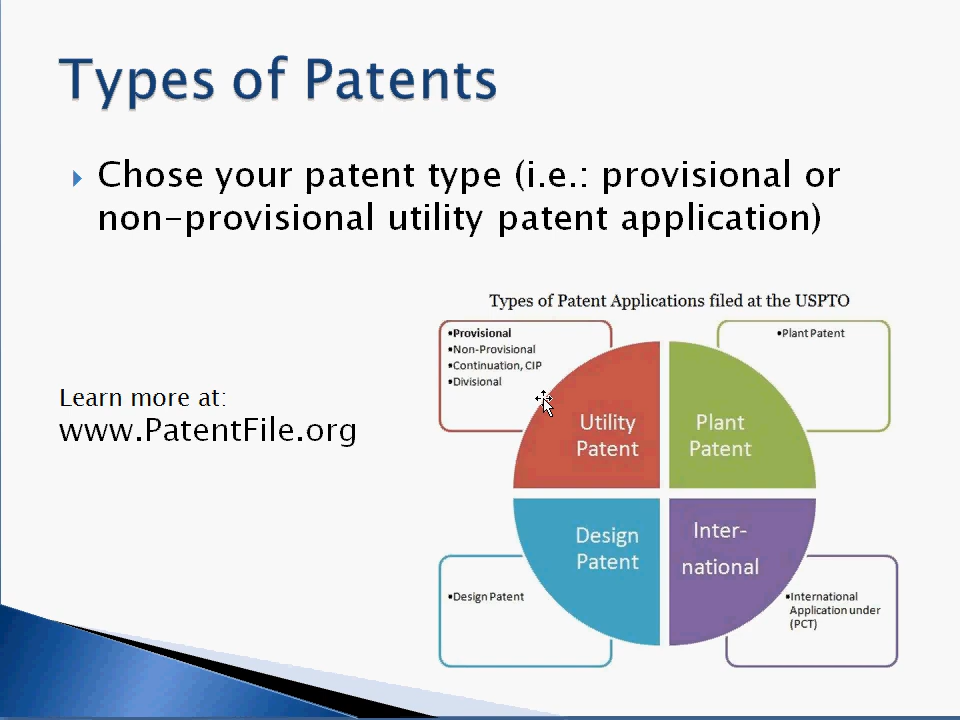 Types of Patents
Chose your patent type (i.e.: provisional or
non-provisional utility patent application)
Types of Patent Applications filed at the USPTO
•Provisional
•Non-Provisional
•Continuation, CIP
•Divisional
•Plant Patent
Learn more at:
www.PatentFile.org
Utility
Patent
Plant
Patent
Design
Patent
Inter-
national
•Design Patent
•International
Application under
(PCT)